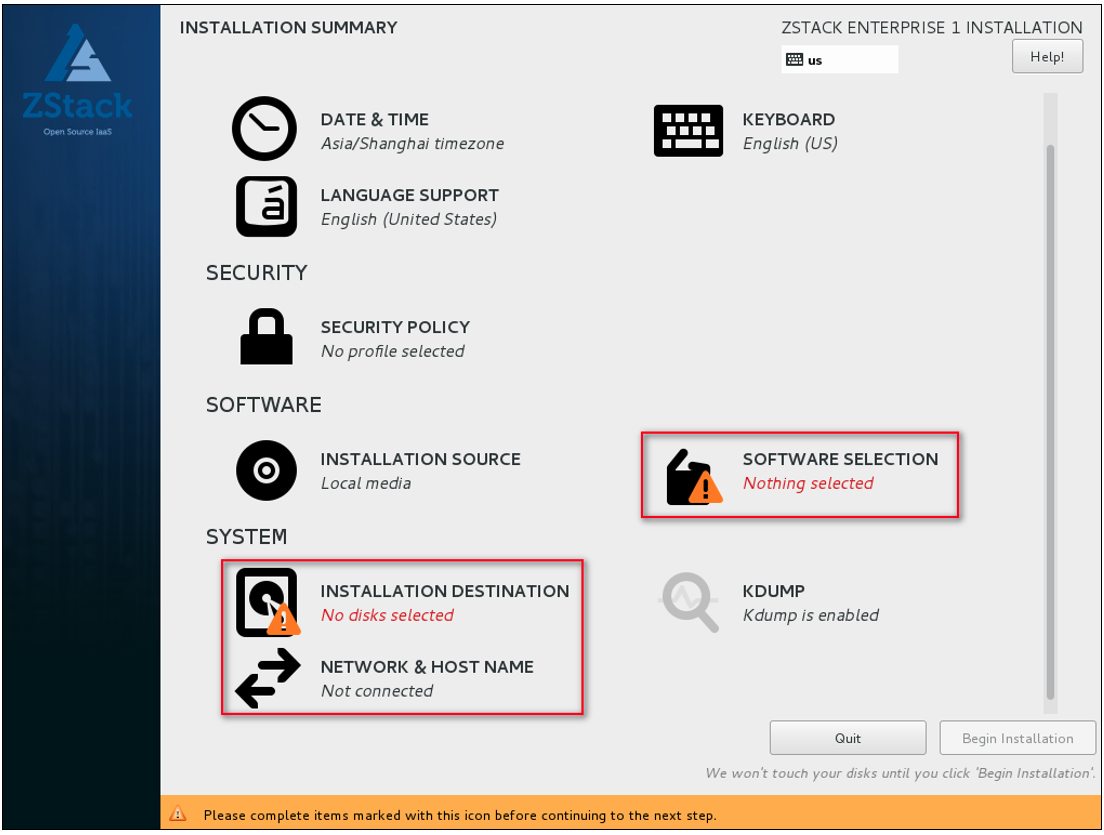 INSTALLATION SUMMARY
ZSTACK ENTERPRISE 1 INSTALLATION
us
Help!
ZStack
Open Source IaaS
DATE & TIME
Asia/Shanghai timezone
KEYBOARD
English (US)
LANGUAGE SUPPORT
English (United States)
SECURITY
SECURITY POLICY
No profile selected
SOFTWARE
INSTALLATION SOURCE
Local media
SOFTWARE SELECTION
Nothing selected
SYSTEM
INSTALLATION DESTINATION
No disks selected
KDUMP
Kdump is enabled
NETWORK & HOST NAME
Not connected
Quit
Begin Installation
We won't touch your disks until you click 'Begin Installation'.
Please complete items marked with this icon before continuing to the next step.